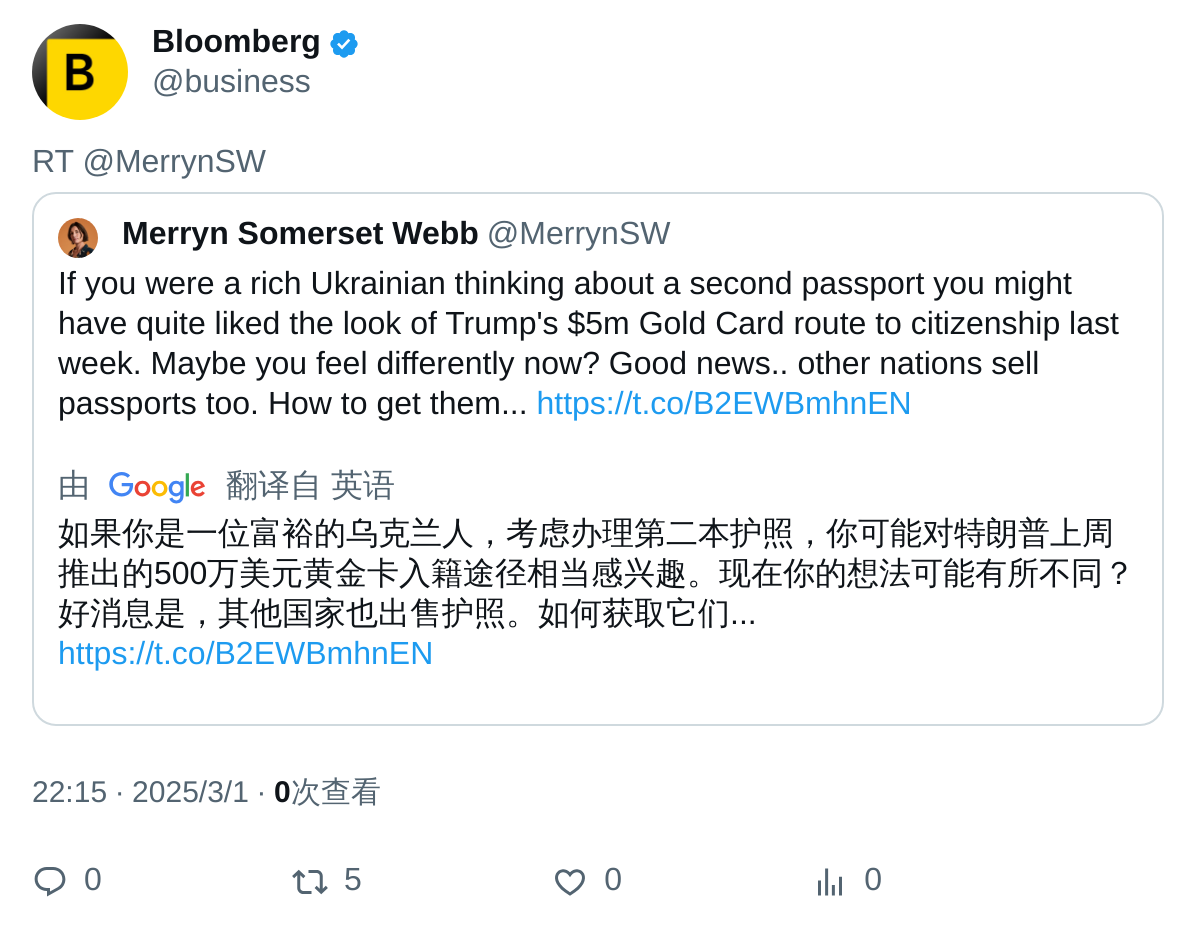 B
Bloomberg
@business
RT @MerrynSW
Merryn Somerset Webb @MerrynSW
If you were a rich Ukrainian thinking about a second passport you might
have quite liked the look of Trump's $5m Gold Card route to citizenship last
week. Maybe you feel differently now? Good news.. other nations sell
passports too. How to get them... https://t.co/B2EWBmhnEN
由 Google 翻译自 英语
如果你是一位富裕的乌克兰人，考虑办理第二本护照，你可能对特朗普上周
推出的500万美元黄金卡入籍途径相当感兴趣。现在你的想法可能有所不同？
好消息是，其他国家也出售护照。如何获取它们...
https://t.co/B2EWBmhnEN
22:15 · 2025/3/1 · 0次查看
0 5 0 0